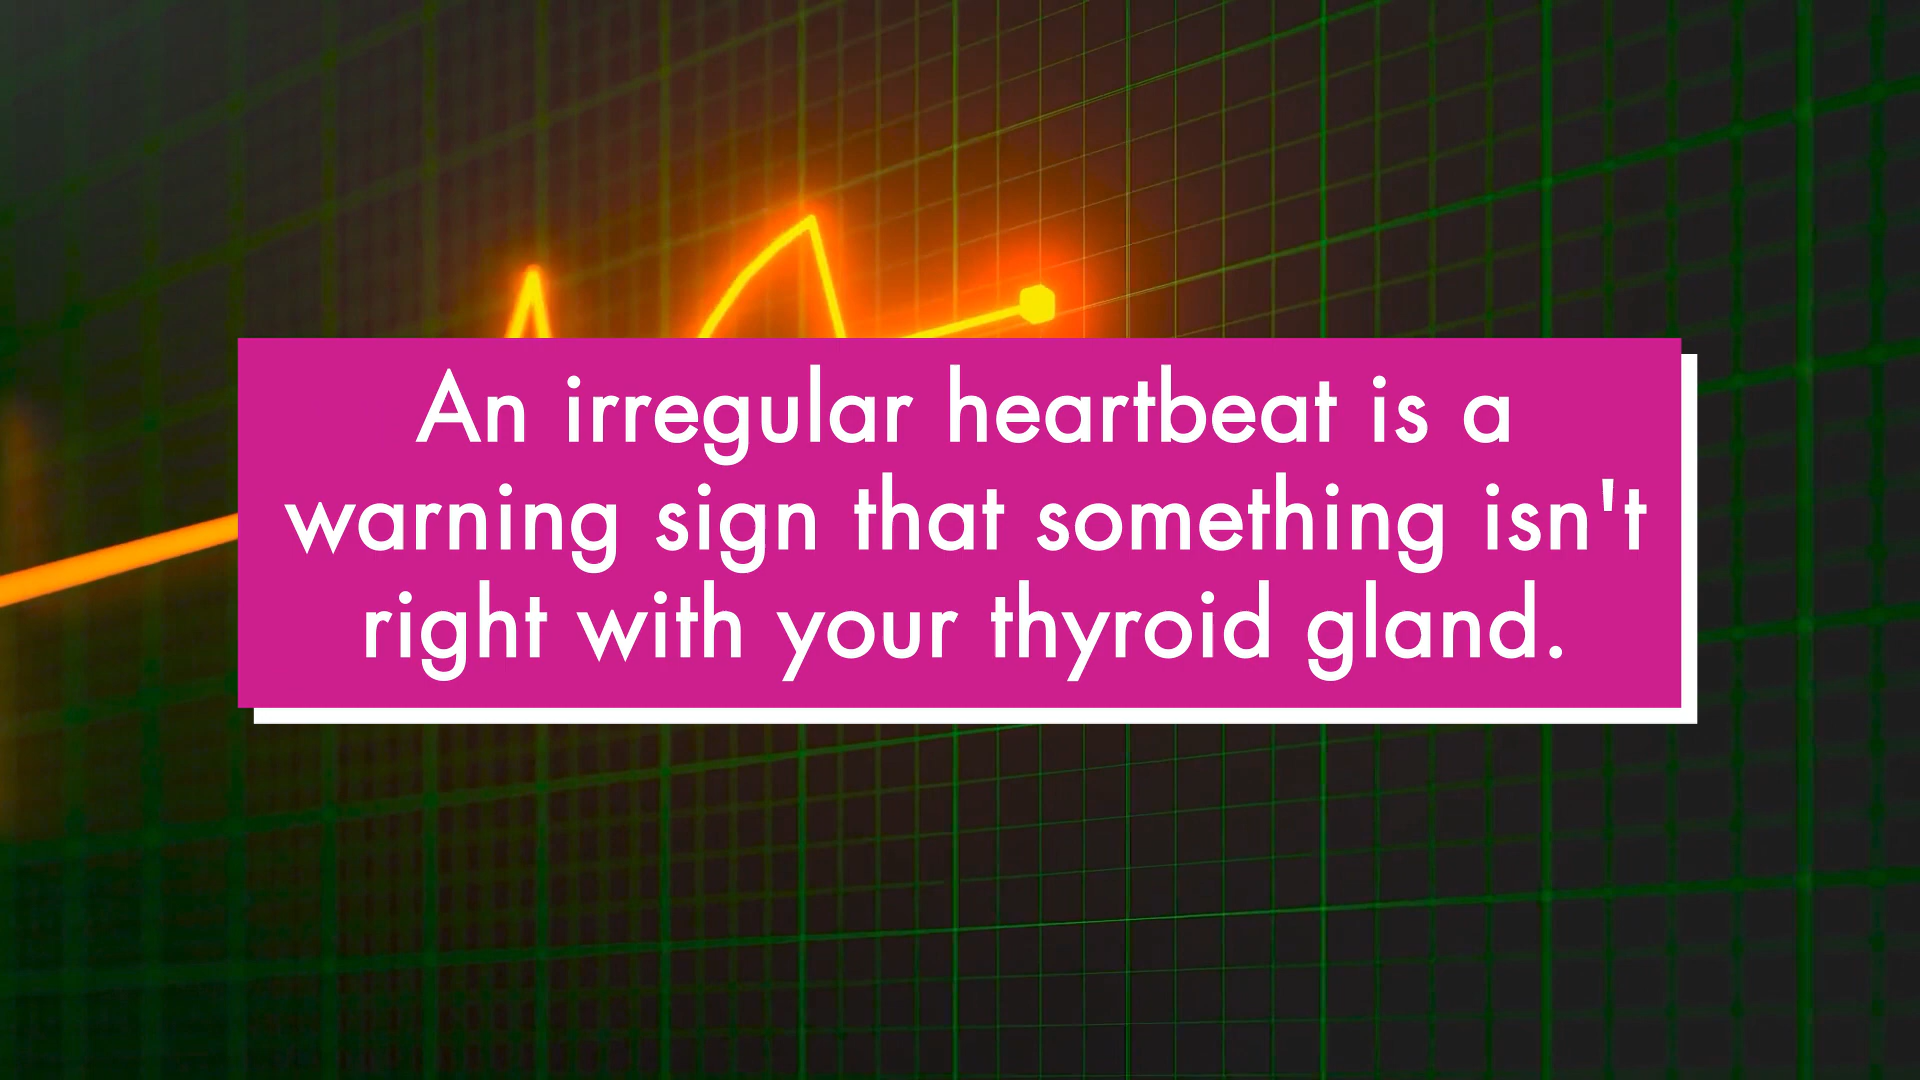 An irregular heartbeat is a
warning sign that something isn't
right with your thyroid gland.